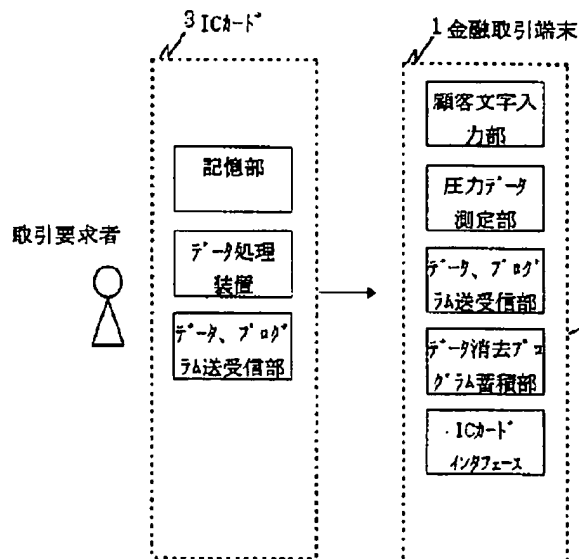 3 ICｶｰﾄﾞ
1 金融取引端末
取引要求者
記憶部
ﾃﾞｰﾀ処理
装置
ﾃﾞｰﾀ、ﾌﾟﾛｸﾞ
ﾗﾑ送受信部
顧客文字入
力部
圧力ﾃﾞｰﾀ
測定部
ﾃﾞｰﾀ、ﾌﾟﾛｸﾞ
ﾗﾑ送受信部
ﾃﾞｰﾀ消去ﾌﾟﾛ
ｸﾞﾗﾑ蓄積部
ICｶｰﾄﾞ
ｲﾝﾀﾌｪｰｽ